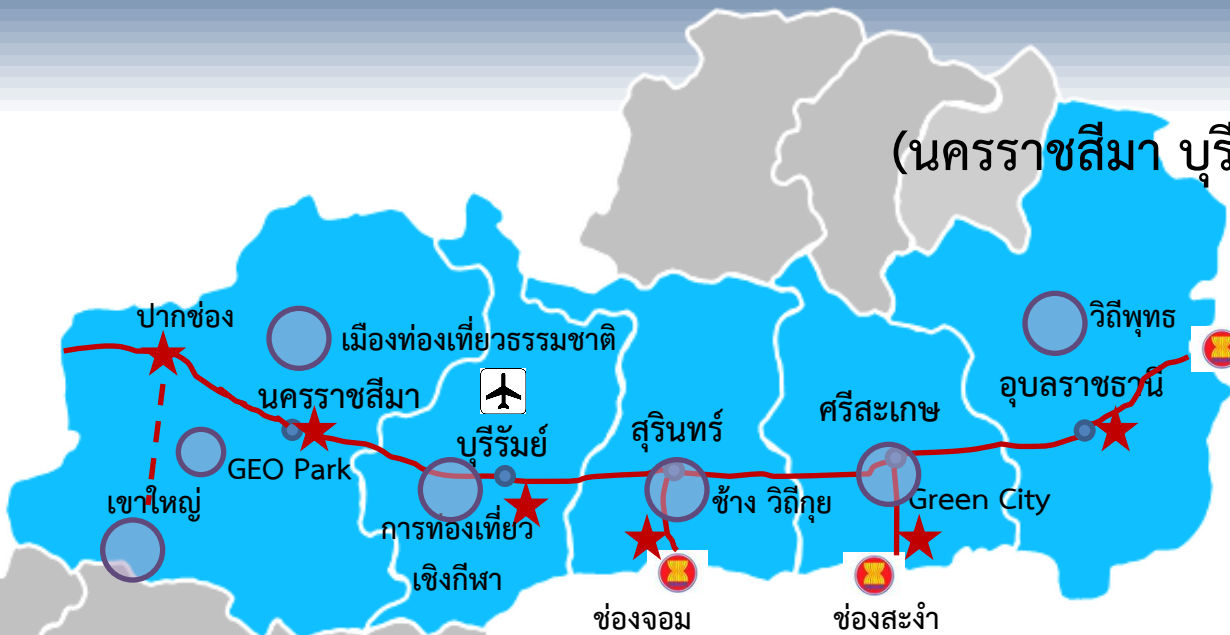 (นครราชสีมา บุรี
ปากช่อง
เมืองท่องเที่ยวธรรมชาติ
วิถีพุทธ
นครราชสีมา
อุบลราชธานี
ศรีสะเกษ
สุรินทร์
บุรีรัมย์
GEO Park
เขาใหญ่
ช้าง วิถีกุย
Green City
การท่องเที่ยว
เชิงกีฬา
ช่องจอม
ช่องสะงำ